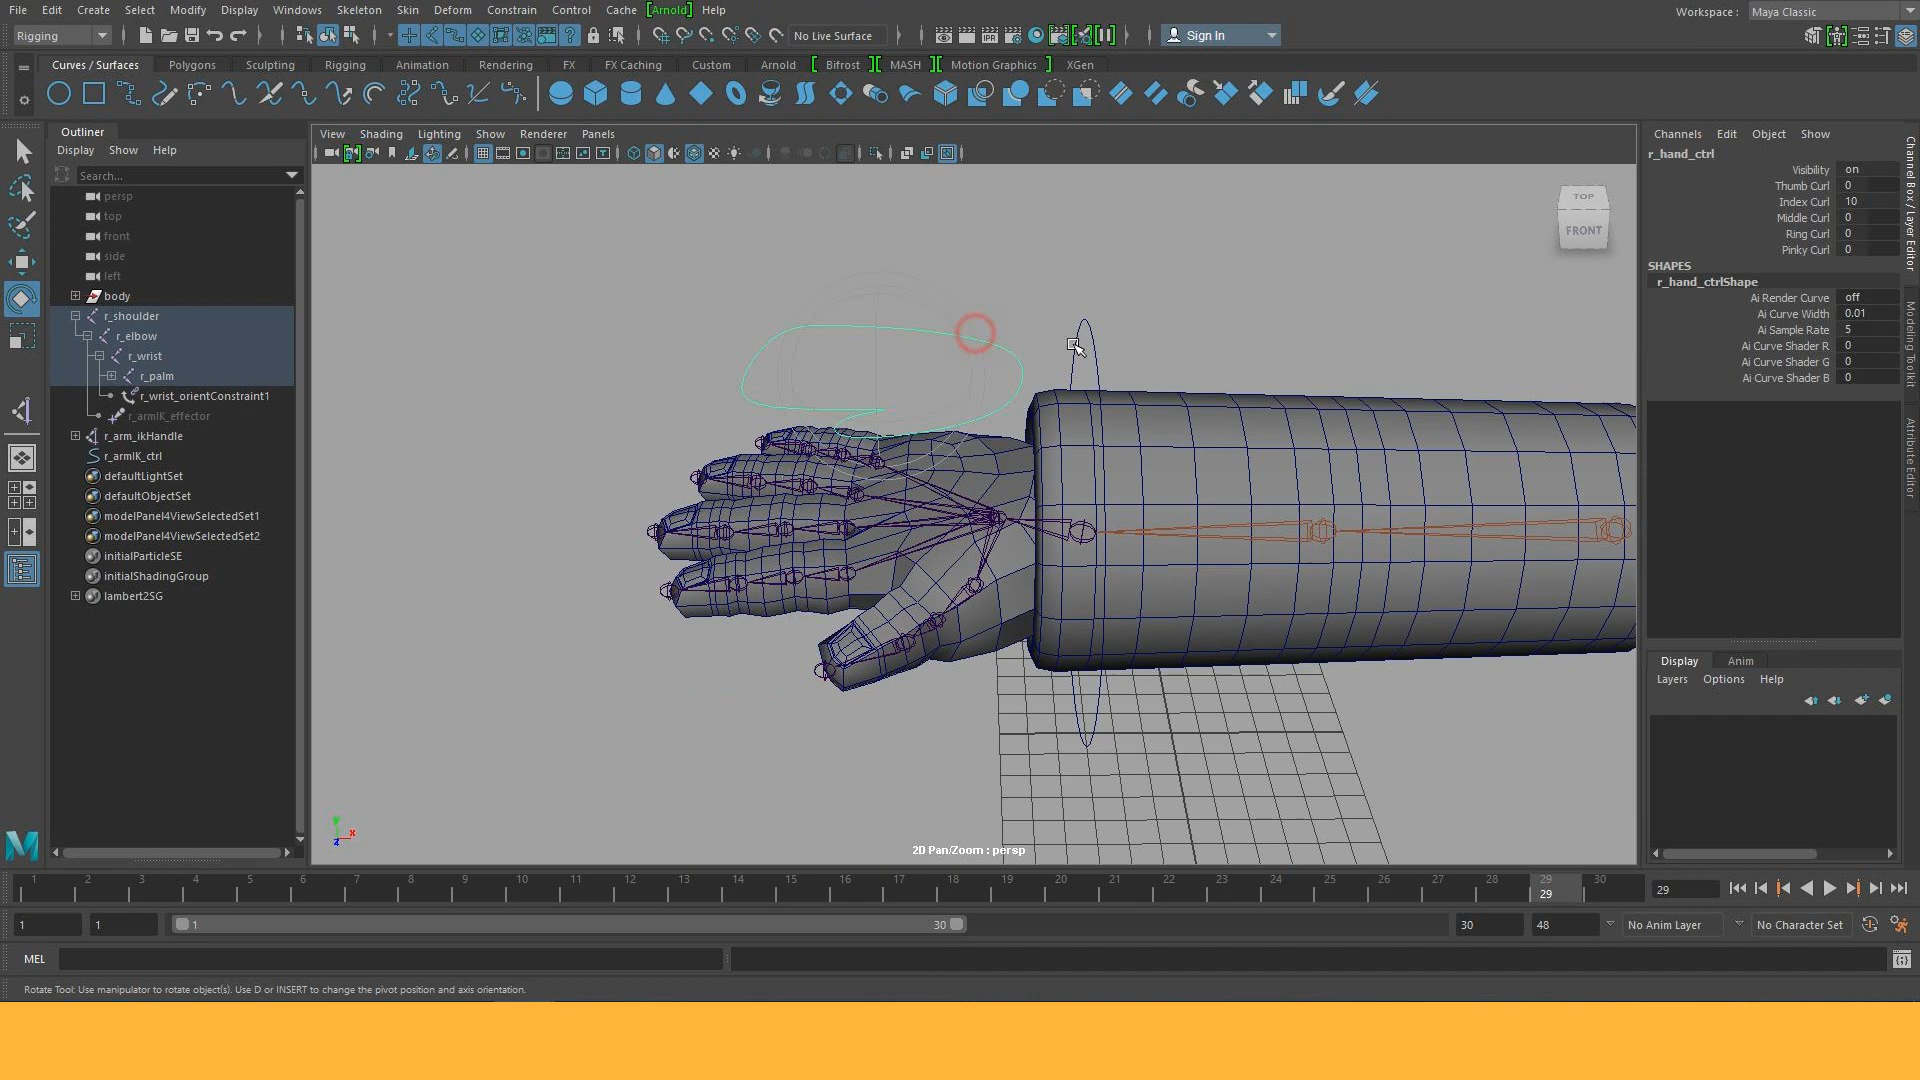 File Edit Create Select Modify Display Windows Skeleton Skin Deform Constrain Control Cache [Arnold] Help
Workspace : Maya Classic
Rigging No Live Surface Sign In
Curves / Surfaces Polygons Sculpting Rigging Animation Rendering FX FX Caching Custom Arnold Bifrost MASH Motion Graphics XGen
Outliner
Display Show Help
Search...
persp
top
front
side
left
body
r_shoulder
r_elbow
r_wrist
r_palm
r_wrist_orientConstraint1
r_armIK_effector
r_arm_ikHandle
r_armIK_ctrl
defaultLightSet
defaultObjectSet
modelPanel4ViewSelectedSet1
modelPanel4ViewSelectedSet2
initialParticleSE
initialShadingGroup
lambert2SG
View Shading Lighting Show Renderer Panels
IPR
TOP
FRONT
y
x
z
2D Pan/Zoom : persp
Channels Edit Object Show
r_hand_ctrl
Visibility on
Thumb Curl 0
Index Curl 10
Middle Curl 0
Ring Curl 0
Pinky Curl 0
SHAPES
r_hand_ctrlShape
Ai Render Curve off
Ai Curve Width 0.01
Ai Sample Rate 5
Ai Curve Shader R 0
Ai Curve Shader G 0
Ai Curve Shader B 0
Channel Box / Layer Editor
Modeling Toolkit
Attribute Editor
Display Anim
Layers Options Help
1 2 3 4 5 6 7 8 9 10 11 12 13 14 15 16 17 18 19 20 21 22 23 24 25 26 27 28 29 30
29
29
1 1 1 30 30 48 No Anim Layer No Character Set
MEL
Rotate Tool: Use manipulator to rotate object(s). Use D or INSERT to change the pivot position and axis orientation.